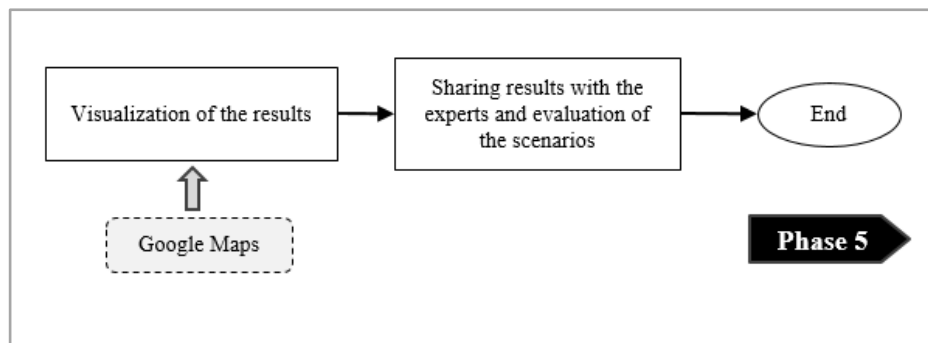 Visualization of the results
Sharing results with the
experts and evaluation of
the scenarios
End
Google Maps
Phase 5